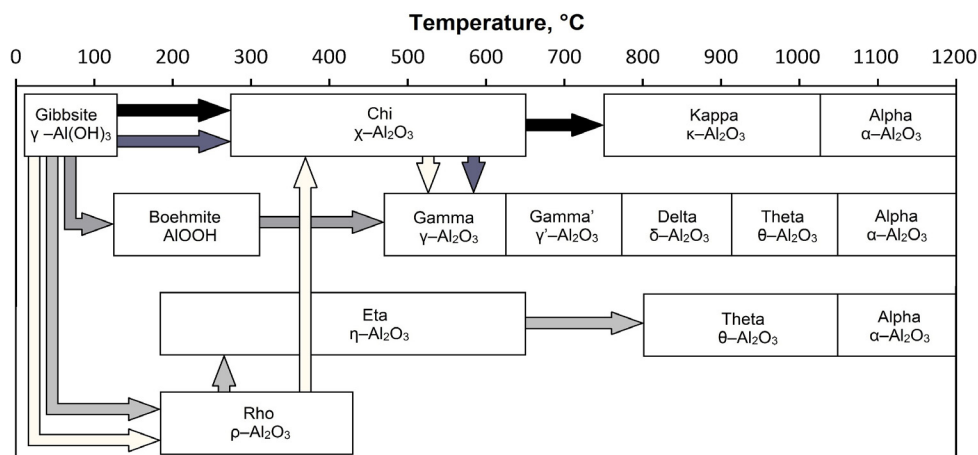 Temperature, °C
0 100 200 300 400 500 600 700 800 900 1000 1100 1200
Gibbsite
γ –Al(OH)₃
Chi
χ–Al₂O₃
Kappa
κ–Al₂O₃
Alpha
α–Al₂O₃
Boehmite
AlOOH
Gamma
γ–Al₂O₃
Gamma’
γ’–Al₂O₃
Delta
δ–Al₂O₃
Theta
θ–Al₂O₃
Alpha
α–Al₂O₃
Eta
η–Al₂O₃
Theta
θ–Al₂O₃
Alpha
α–Al₂O₃
Rho
ρ–Al₂O₃